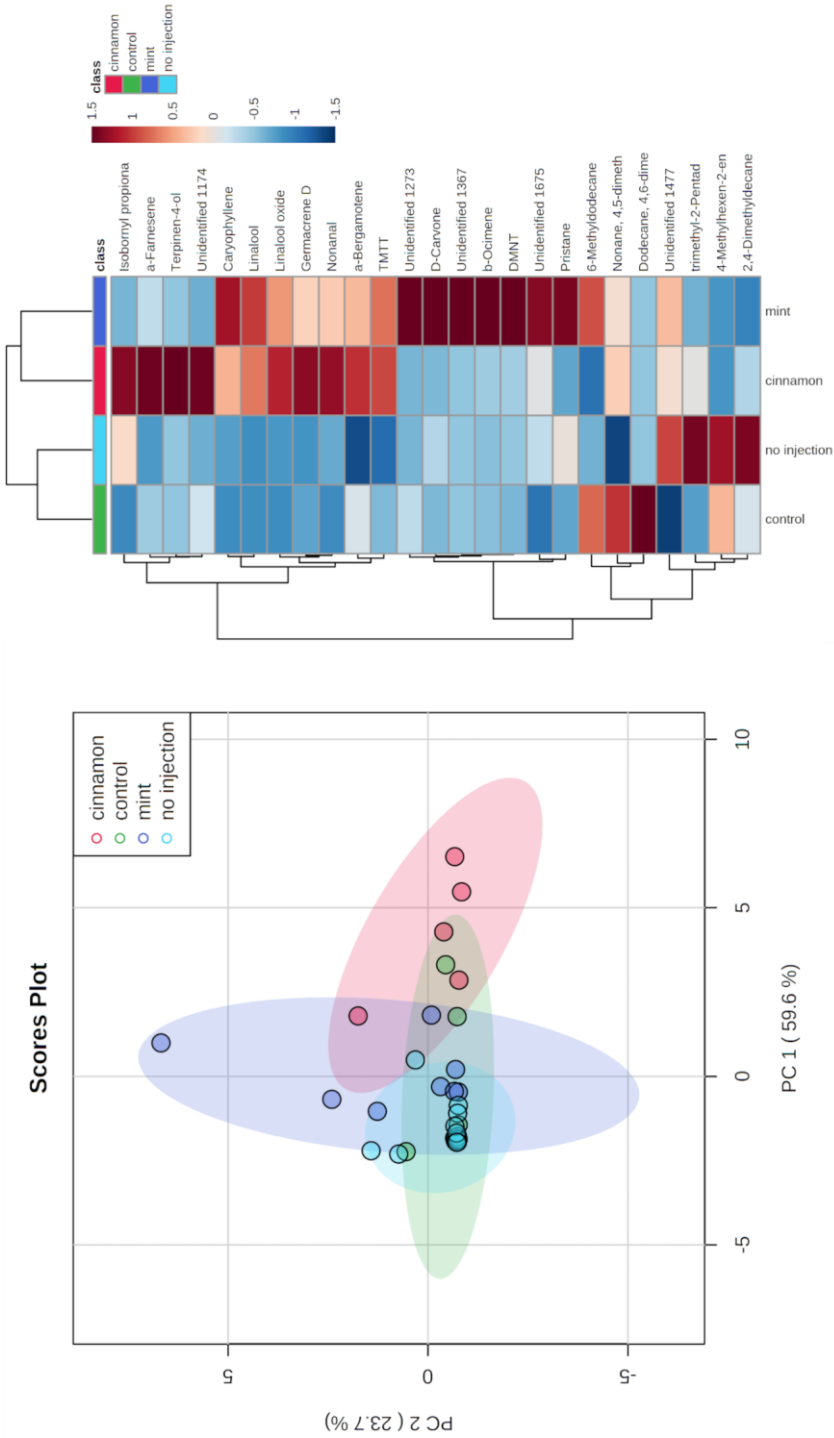 class
cinnamon
control
mint
no injection
1.5
1
0.5
0
-0.5
-1
-1.5
class
Isobornyl propiona
a-Farnesene
Terpinen-4-ol
Unidentified 1174
Caryophyllene
Linalool
Linalool oxide
Germacrene D
Nonanal
a-Bergamotene
TMTT
Unidentified 1273
D-Carvone
Unidentified 1367
b-Ocimene
DMNT
Unidentified 1675
Pristane
6-Methyldodecane
Nonane, 4,5-dimeth
Dodecane, 4,6-dime
Unidentified 1477
trimethyl-2-Pentad
4-Methylhexen-2-en
2,4-Dimethyldecane
mint
cinnamon
no injection
control
Scores Plot
cinnamon
control
mint
no injection
PC 2 ( 23.7 %)
5
0
-5
-5
0
5
10
PC 1 ( 59.6 %)